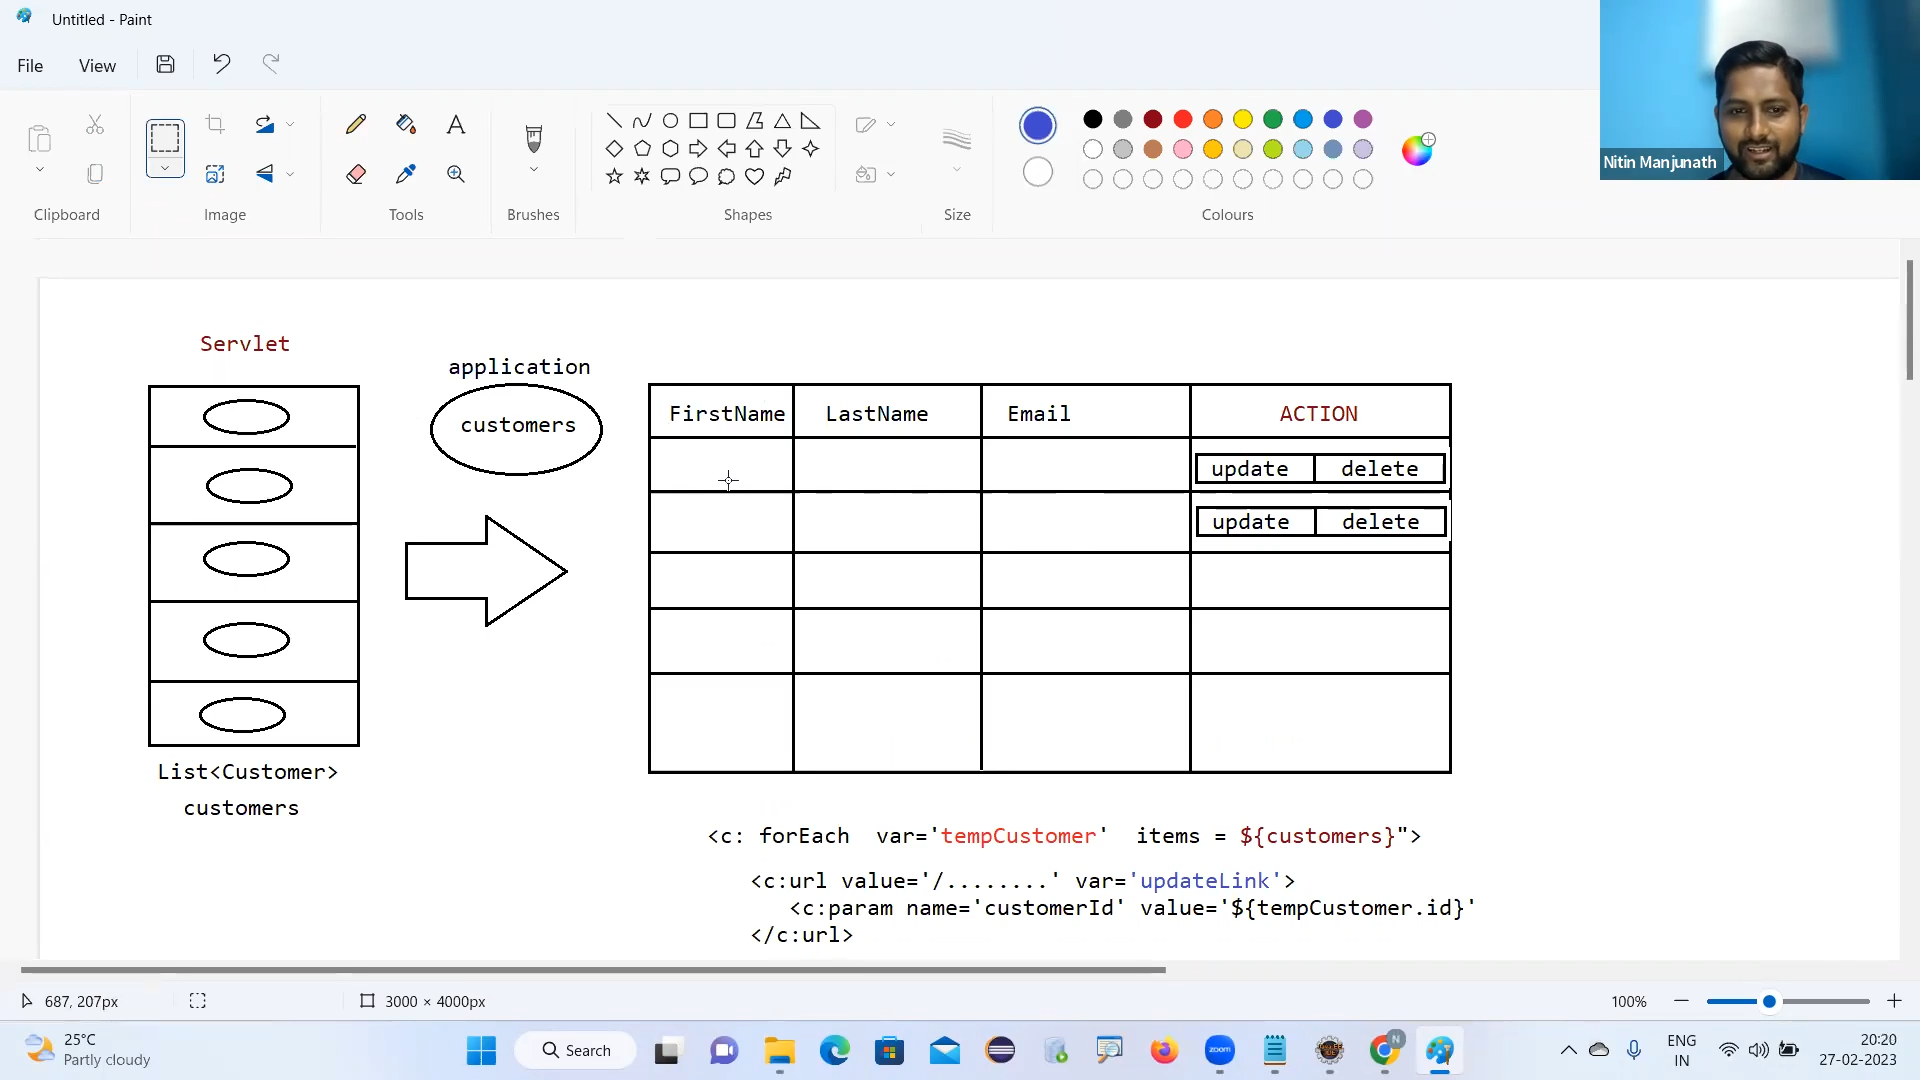 Untitled - Paint
File View
Clipboard Image Tools Brushes Shapes Size Colours
Nitin Manjunath
Servlet
application
customers
FirstName LastName Email ACTION
update delete
update delete
List<Customer>
customers
<c: forEach var='tempCustomer' items = ${customers}">
<c:url value='/........' var='updateLink'>
<c:param name='customerId' value='${tempCustomer.id}'
</c:url>
687, 207px 3000 × 4000px 100%
25°C
Partly cloudy
Search
zoom
N
ENG
IN
20:20
27-02-2023